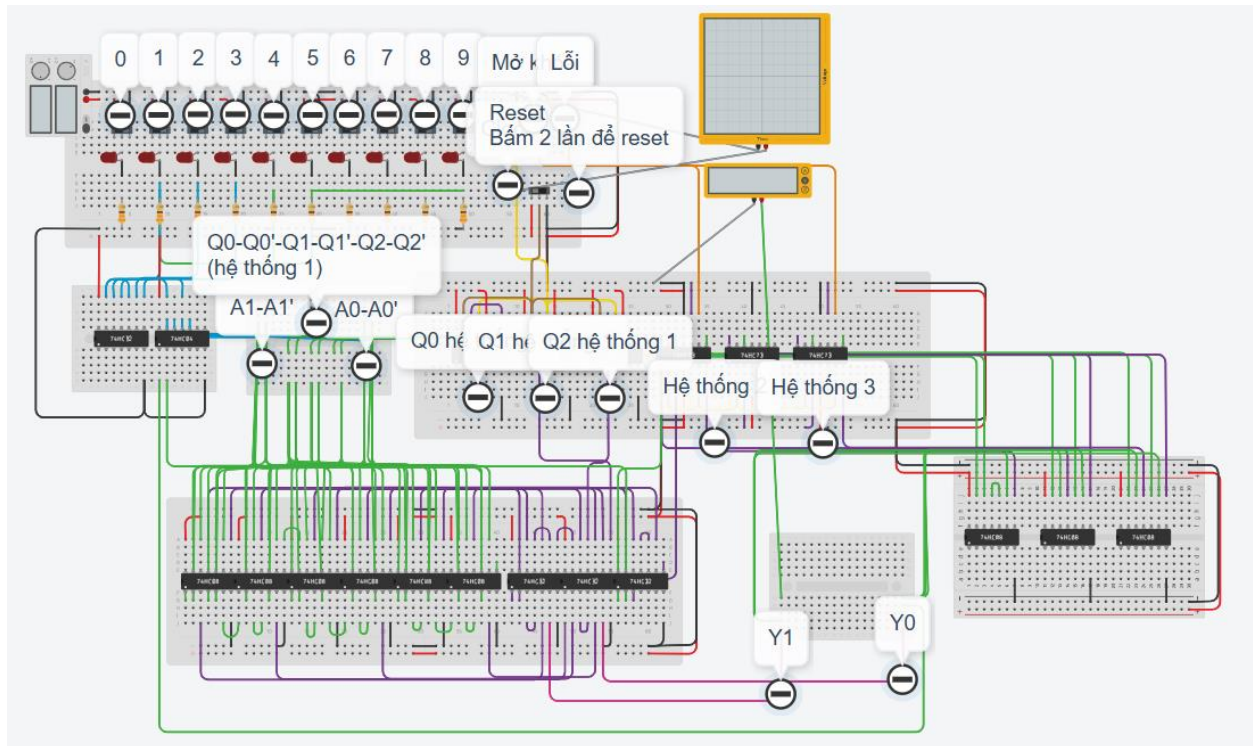 0
1
2
3
4
5
6
7
8
9
Mở k
Lỗi
Reset
Bấm 2 lần để reset
Q0-Q0'-Q1-Q1'-Q2-Q2'
(hệ thống 1)
A1-A1'
A0-A0'
Q0 hệ
Q1 hệ
Q2 hệ thống 1
Hệ thống 2
Hệ thống 3
74HC32
74HC04
74HC73
74HC73
74HC08
74HC08
74HC08
74HC08
74HC08
74HC08
74HC08
74HC08
74HC08
74HC32
74HC32
74HC32
Y1
Y0